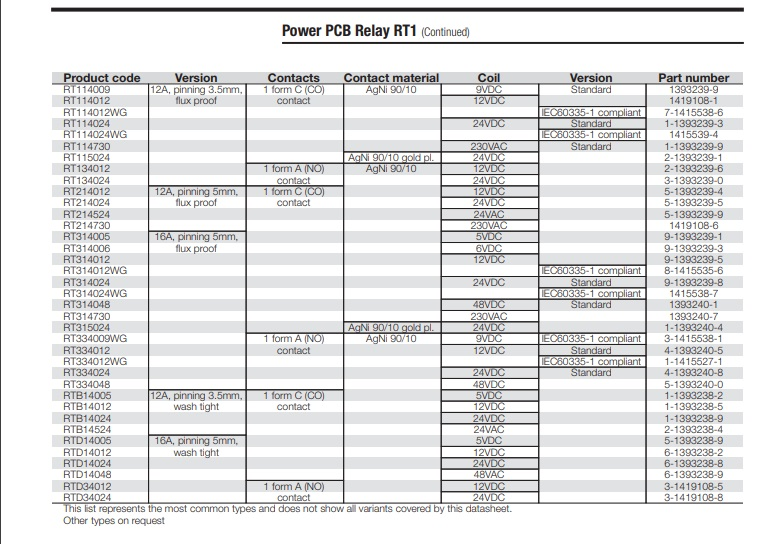 Power PCB Relay RT1 (Continued)
Product code Version Contacts Contact material Coil Version Part number
RT114009 12A, pinning 3.5mm, 1 form C (CO) AgNi 90/10 9VDC Standard 1393239-9
RT114012 flux proof contact 12VDC 1419108-1
RT114012WG IEC60335-1 compliant 7-1415538-6
RT114024 24VDC Standard 1-1393239-3
RT114024WG IEC60335-1 compliant 1415539-4
RT114730 230VAC Standard 1-1393239-9
RT115024 AgNi 90/10 gold pl. 24VDC 2-1393239-1
RT134012 1 form A (NO) AgNi 90/10 12VDC 2-1393239-6
RT134024 contact 24VDC 3-1393239-0
RT214012 12A, pinning 5mm, 1 form C (CO) 12VDC 5-1393239-4
RT214024 flux proof contact 24VDC 5-1393239-5
RT214524 24VAC 5-1393239-9
RT214730 230VAC 1419108-6
RT314005 16A, pinning 5mm, 5VDC 9-1393239-1
RT314006 flux proof 6VDC 9-1393239-3
RT314012 12VDC 9-1393239-5
RT314012WG IEC60335-1 compliant 8-1415535-6
RT314024 24VDC Standard 9-1393239-8
RT314024WG IEC60335-1 compliant 1415538-7
RT314048 48VDC Standard 1393240-1
RT314730 230VAC 1393240-7
RT315024 AgNi 90/10 gold pl. 24VDC 1-1393240-4
RT334009WG 1 form A (NO) AgNi 90/10 9VDC IEC60335-1 compliant 3-1415538-1
RT334012 contact 12VDC Standard 4-1393240-5
RT334012WG IEC60335-1 compliant 1-1415527-1
RT334024 24VDC Standard 4-1393240-8
RT334048 48VDC 5-1393240-0
RTB14005 12A, pinning 3.5mm, 1 form C (CO) 5VDC 1-1393238-2
RTB14012 wash tight contact 12VDC 1-1393238-5
RTB14024 24VDC 1-1393238-9
RTB14524 24VAC 2-1393238-4
RTD14005 16A, pinning 5mm, 5VDC 5-1393238-9
RTD14012 wash tight 12VDC 6-1393238-2
RTD14024 24VDC 6-1393238-8
RTD14048 48VAC 6-1393238-9
RTD34012 1 form A (NO) 12VDC 3-1419108-5
RTD34024 contact 24VDC 3-1419108-8
This list represents the most common types and does not show all variants covered by this datasheet.
Other types on request